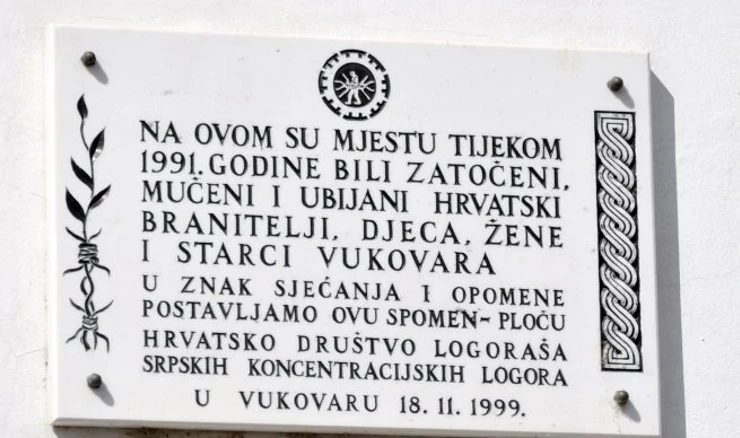 NA OVOM SU MJESTU TIJEKOM
1991. GODINE BILI ZATOČENI,
MUČENI I UBIJANI HRVATSKI
BRANITELJI, DJECA, ŽENE
I STARCI VUKOVARA
U ZNAK SJEĆANJA I OPOMENE
POSTAVLJAMO OVU SPOMEN-PLOČU
HRVATSKO DRUŠTVO LOGORAŠA
SRPSKIH KONCENTRACIJSKIH LOGORA
U VUKOVARU 18.11.1999.